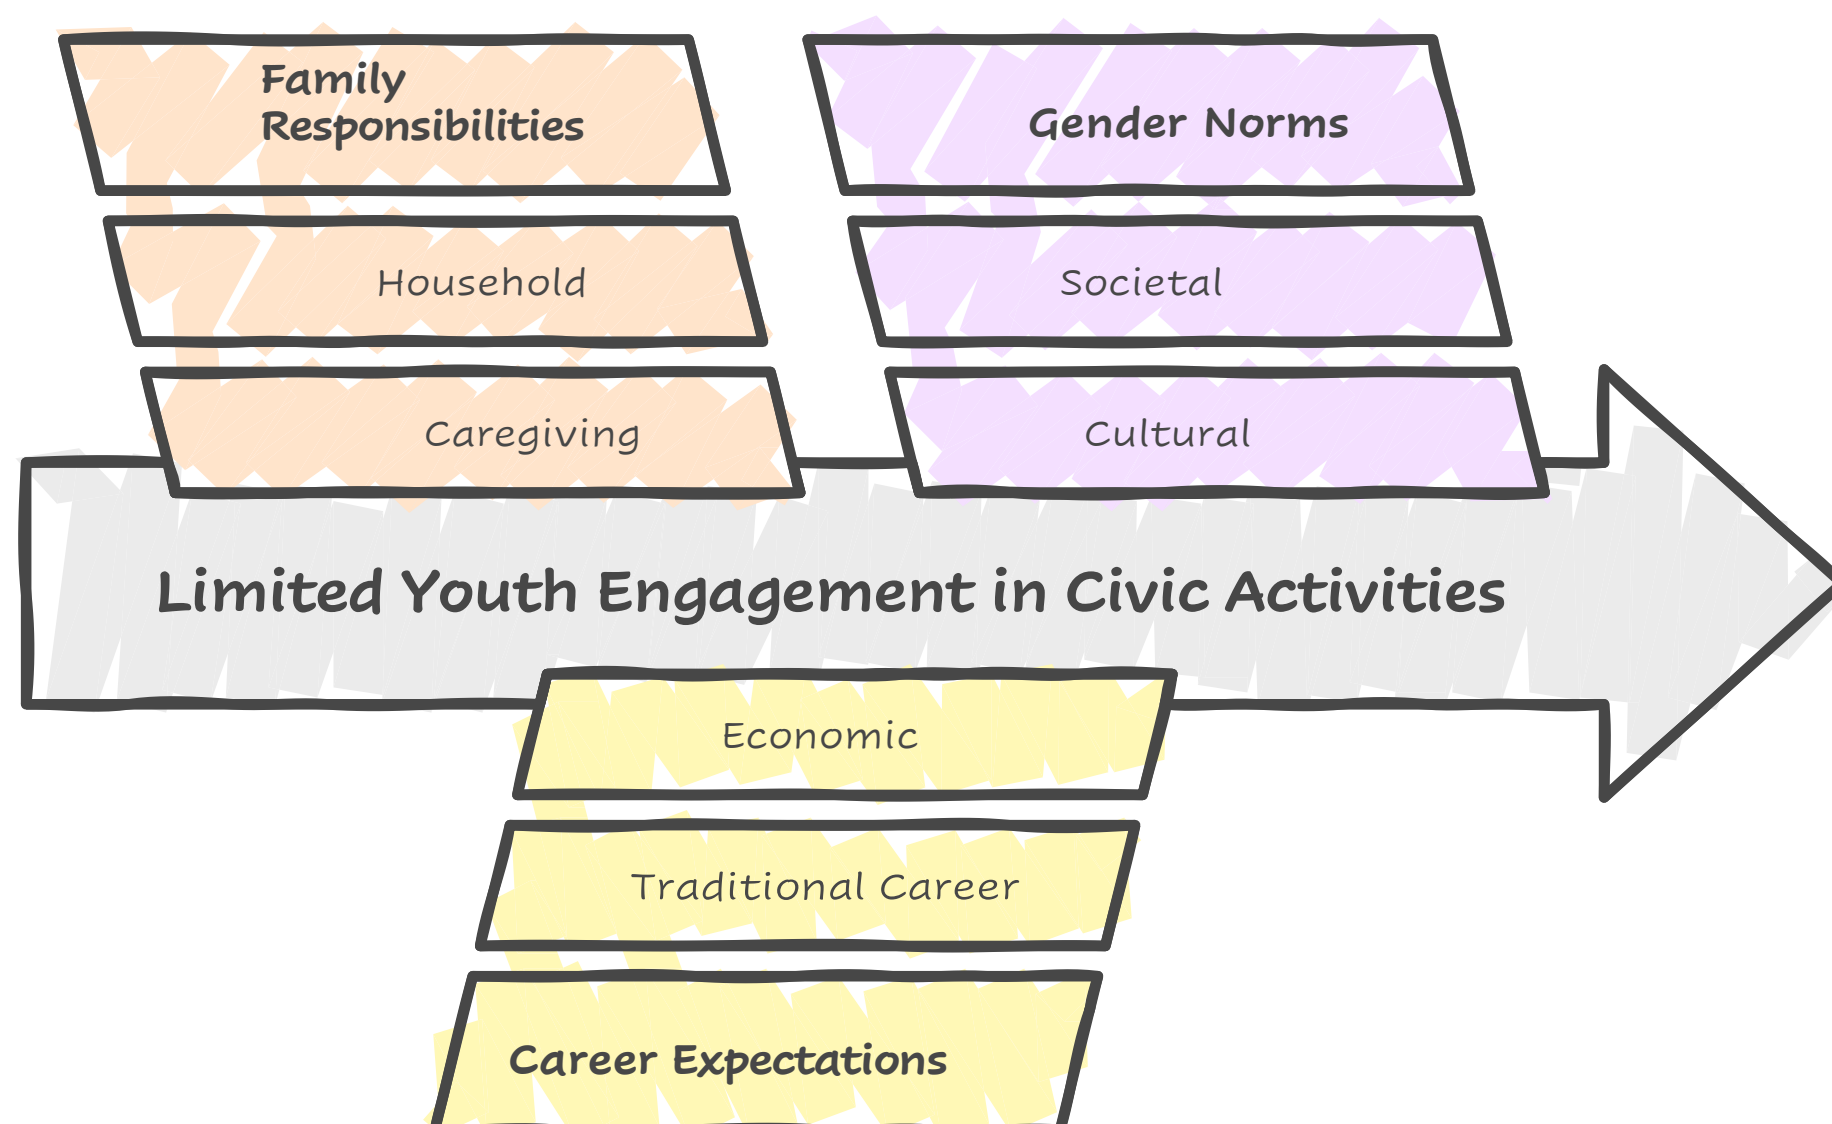 Family
Responsibilities
Gender Norms
Household
Societal
Caregiving
Cultural
Limited Youth Engagement in Civic Activities
Economic
Traditional Career
Career Expectations